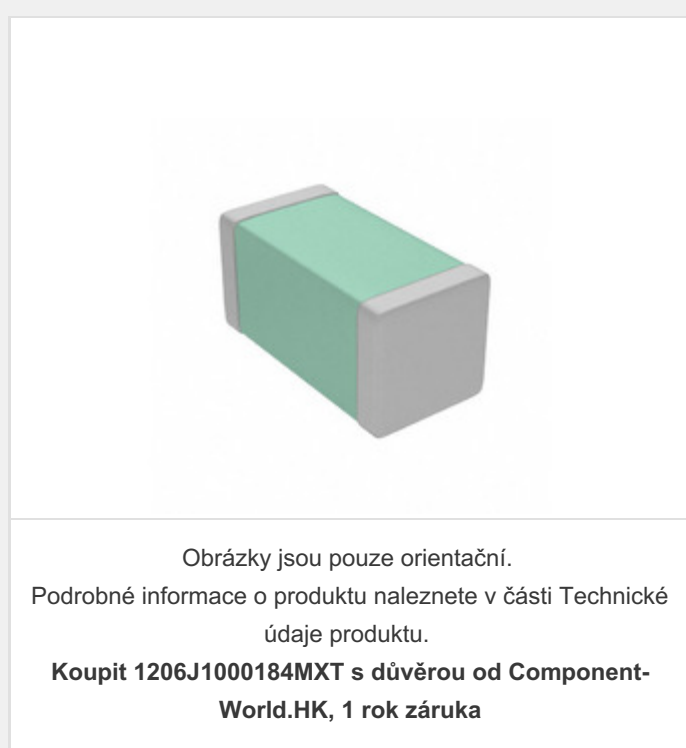 Obrázky jsou pouze orientační.
Podrobné informace o produktu naleznete v části Technické
údaje produktu.
Koupit 1206J1000184MXT s důvěrou od Component-
World.HK, 1 rok záruka